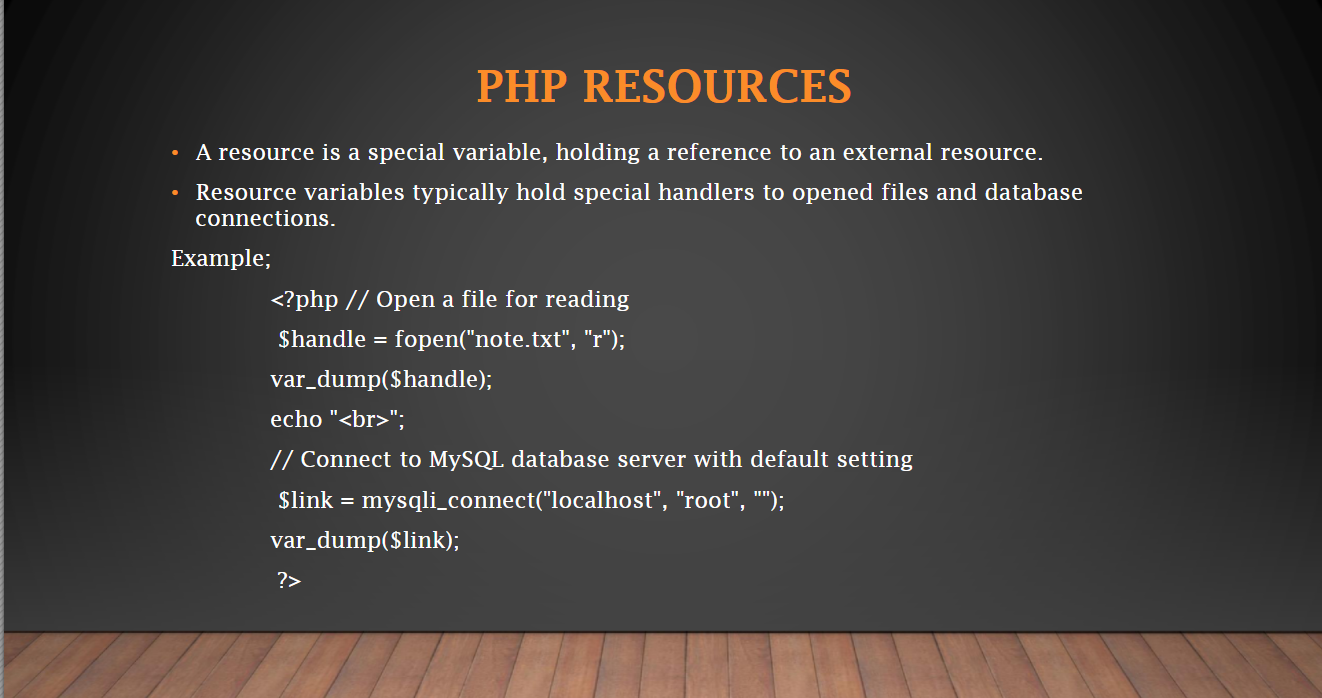 PHP RESOURCES
• A resource is a special variable, holding a reference to an external resource.
• Resource variables typically hold special handlers to opened files and database
connections.
Example;
<?php // Open a file for reading
$handle = fopen("note.txt", "r");
var_dump($handle);
echo "<br>";
// Connect to MySQL database server with default setting
$link = mysqli_connect("localhost", "root", "");
var_dump($link);
?>